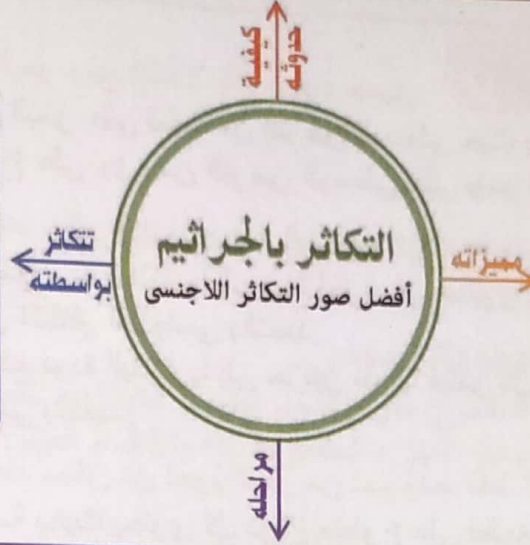 كيفية
حدوثه
التكاثر بالجراثيم
أفضل صور التكاثر اللاجنسى
مميزاته
تتكاثر
بواسطته
مراحله